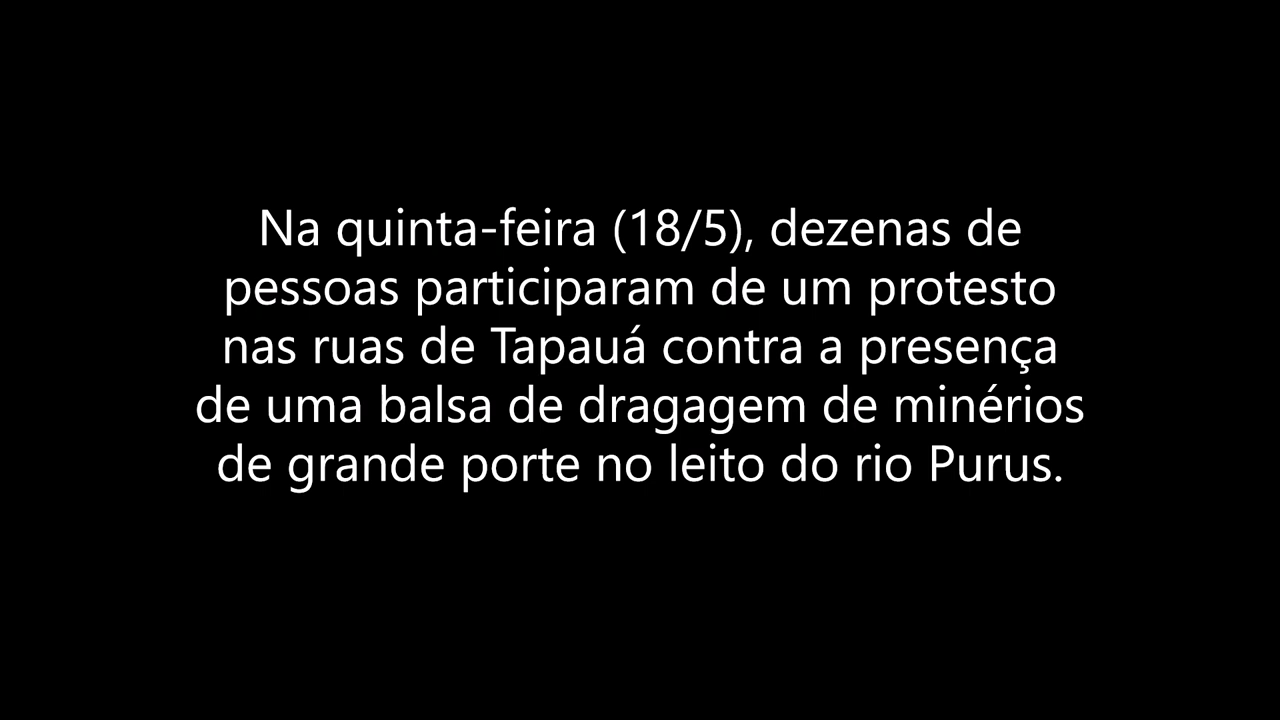 Na quinta-feira (18/5), dezenas de
pessoas participaram de um protesto
nas ruas de Tapauá contra a presença
de uma balsa de dragagem de minérios
de grande porte no leito do rio Purus.